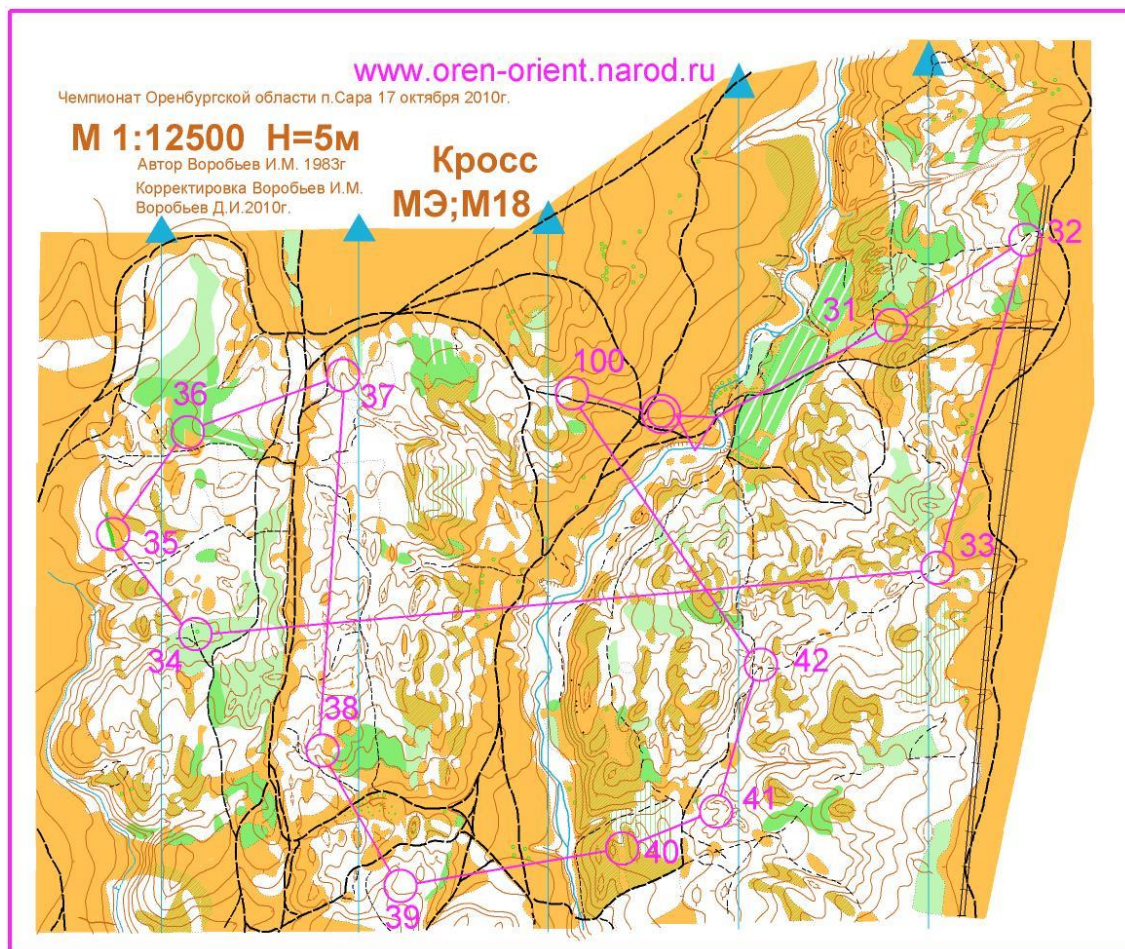 www.oren-orient.narod.ru
Чемпионат Оренбургской области п.Сара 17 октября 2010г.
М 1:12500 Н=5м
Автор Воробьев И.М. 1983г
Корректировка Воробьев И.М.
Воробьев Д.И.2010г.
Кросс
МЭ;М18
32
31
100
37
36
35
33
34
42
38
41
40
39